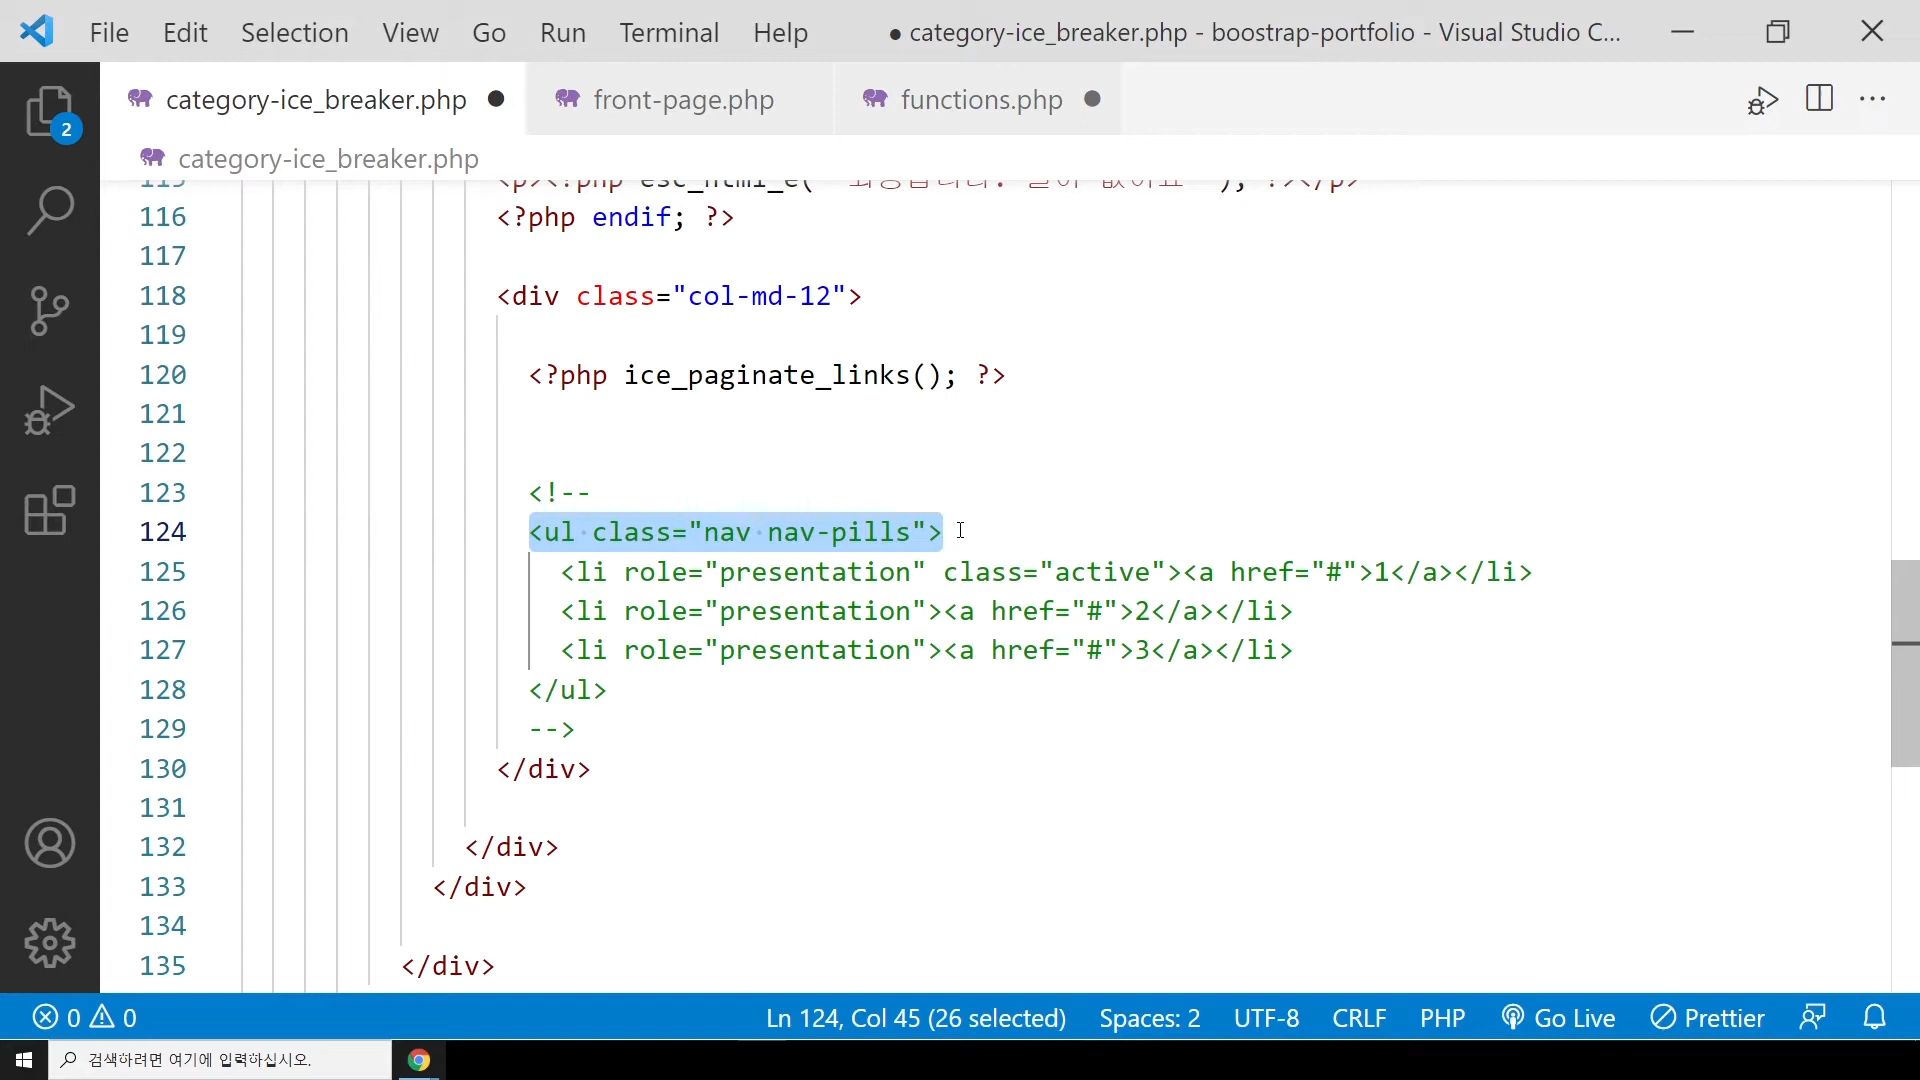 File Edit Selection View Go Run Terminal Help ● category-ice_breaker.php - boostrap-portfolio - Visual Studio C...
category-ice_breaker.php front-page.php functions.php
2
category-ice_breaker.php
116 <?php endif; ?>
117
118 <div class="col-md-12">
119
120 <?php ice_paginate_links(); ?>
121
122
123 <!--
124 <ul class="nav nav-pills">
125 <li role="presentation" class="active"><a href="#">1</a></li>
126 <li role="presentation"><a href="#">2</a></li>
127 <li role="presentation"><a href="#">3</a></li>
128 </ul>
129 -->
130 </div>
131
132 </div>
133 </div>
134
135 </div>
0 0 Ln 124, Col 45 (26 selected) Spaces: 2 UTF-8 CRLF PHP Go Live Prettier
검색하려면 여기에 입력하십시오.